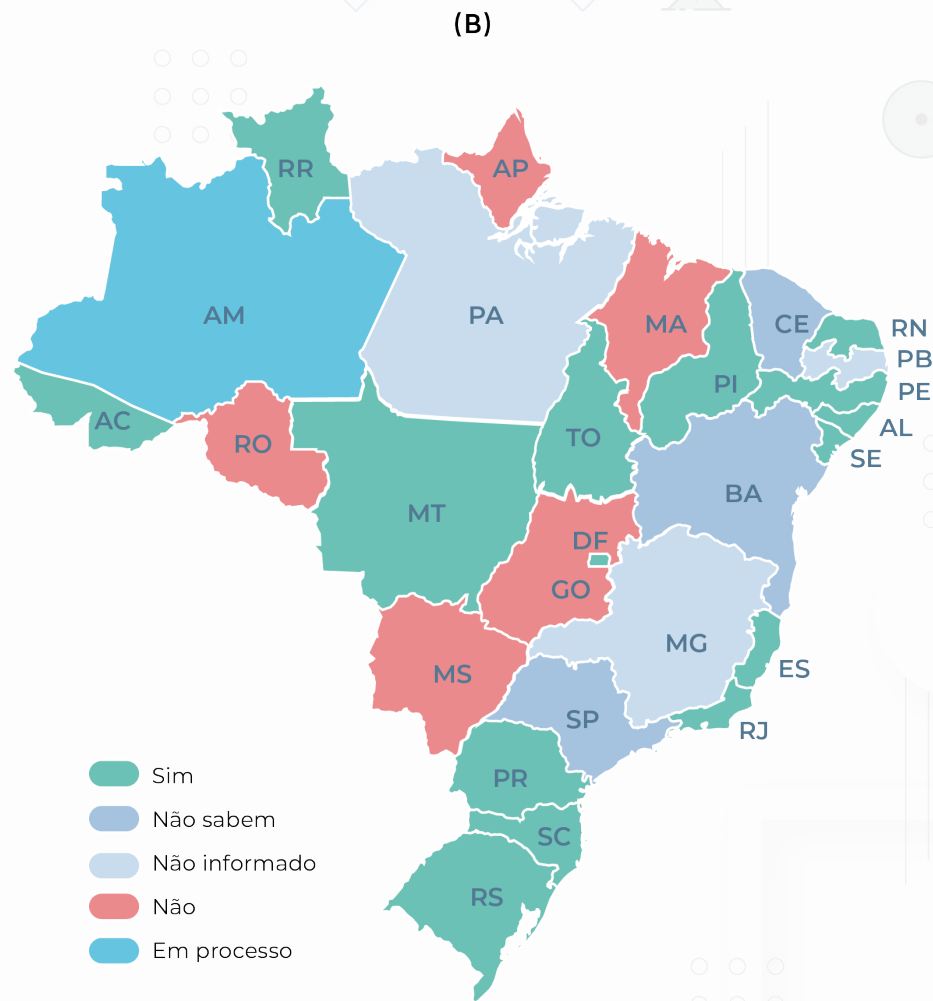 (B)
RR
AP
AM
PA
MA
CE
RN
PB
PI
PE
AC
AL
RO
TO
SE
BA
MT
DF
GO
MG
ES
MS
SP
RJ
PR
SC
RS
Sim
Não sabem
Não informado
Não
Em processo